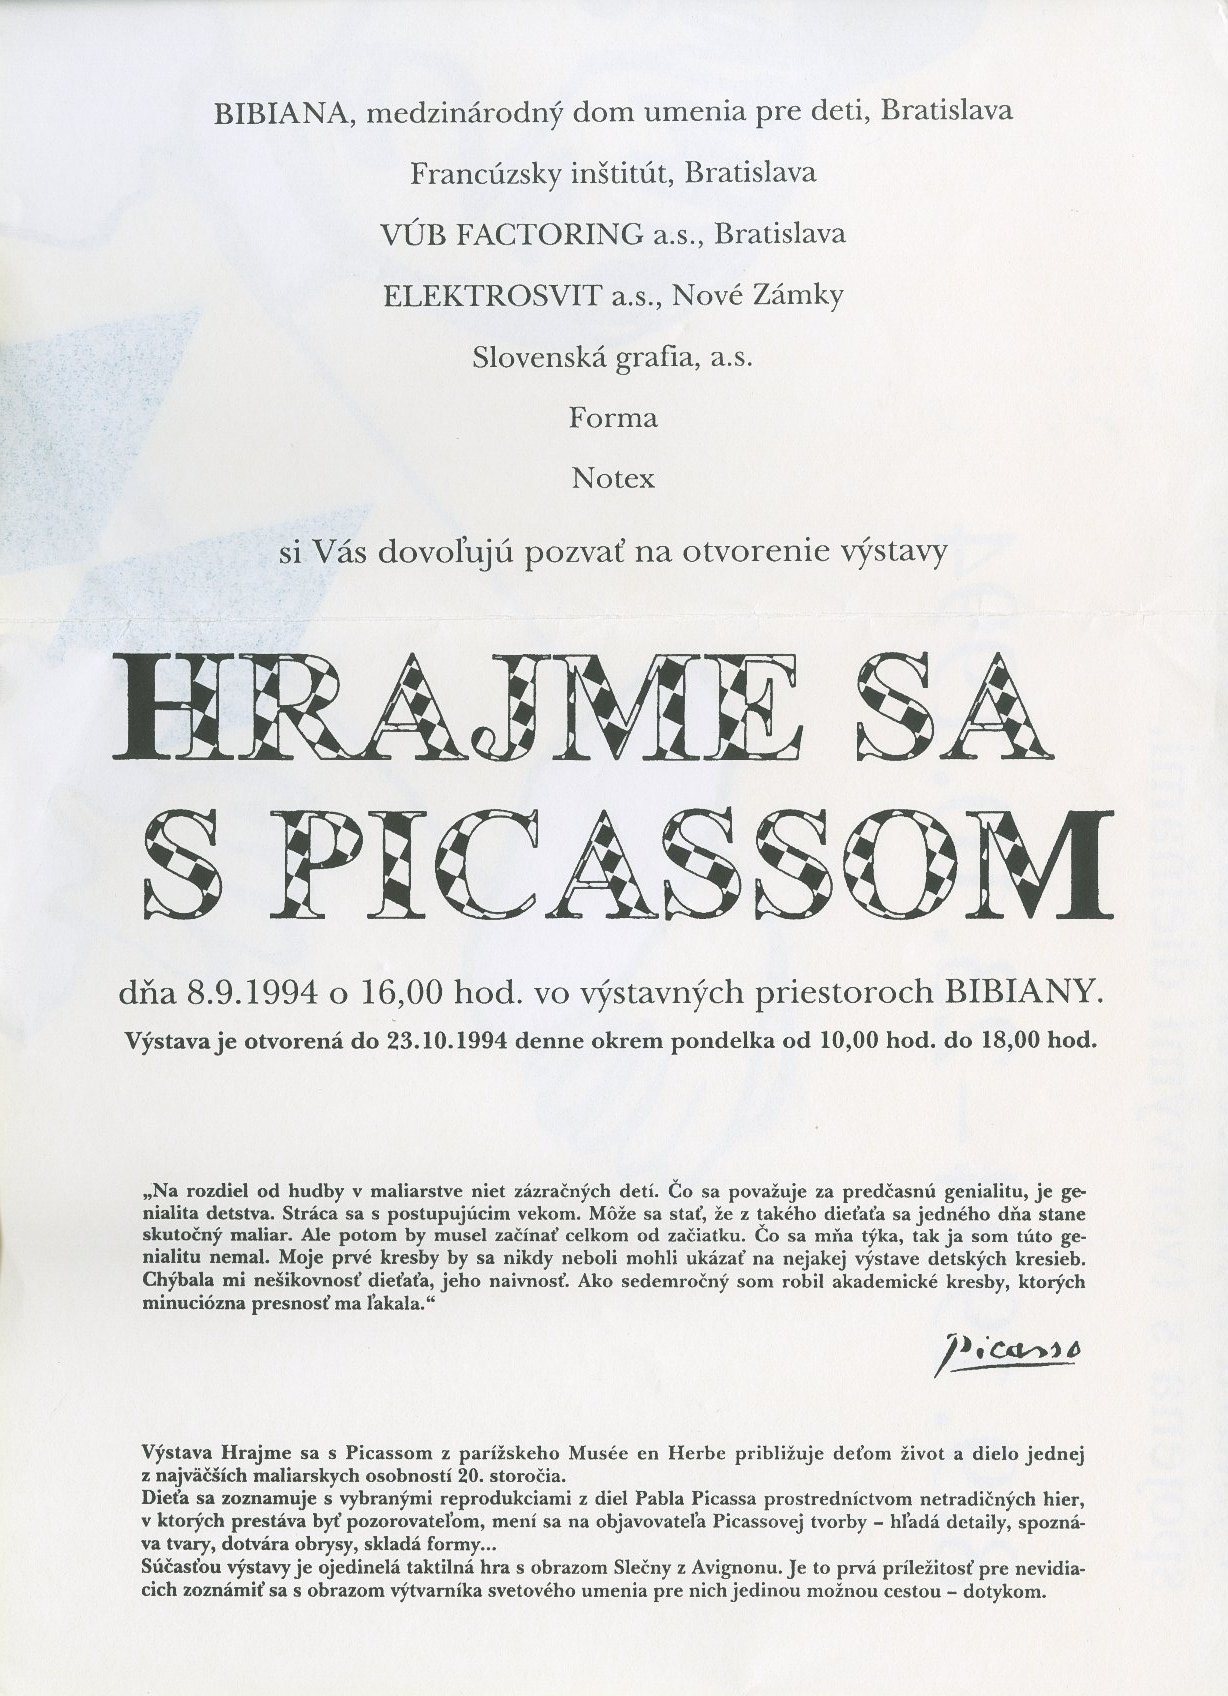 BIBIANA, medzinárodný dom umenia pre deti, Bratislava
Francúzsky inštitút, Bratislava
VÚB FACTORING a.s., Bratislava
ELEKTROSVIT a.s., Nové Zámky
Slovenská grafia, a.s.
Forma
Notex
si Vás dovoľujú pozvať na otvorenie výstavy
HRAJME SA
S PICASSOM
dňa 8.9.1994 o 16,00 hod. vo výstavných priestoroch BIBIANY.
Výstava je otvorená do 23.10.1994 denne okrem pondelka od 10,00 hod. do 18,00 hod.
„Na rozdiel od hudby v maliarstve niet zázračných detí. Čo sa považuje za predčasnú genialitu, je ge-
nialita detstva. Stráca sa s postupujúcim vekom. Môže sa stať, že z takého dieťaťa sa jedného dňa stane
skutočný maliar. Ale potom by musel začínať celkom od začiatku. Čo sa mňa týka, tak ja som túto ge-
nialitu nemal. Moje prvé kresby by sa nikdy neboli mohli ukázať na nejakej výstave detských kresieb.
Chýbala mi nešikovnosť dieťaťa, jeho naivnosť. Ako sedemročný som robil akademické kresby, ktorých
minuciózna presnosť ma ľakala.“
Picasso
Výstava Hrajme sa s Picassom z parížskeho Musée en Herbe približuje deťom život a dielo jednej
z najväčších maliarskych osobností 20. storočia.
Dieťa sa zoznamuje s vybranými reprodukciami z diel Pabla Picassa prostredníctvom netradičných hier,
v ktorých prestáva byť pozorovateľom, mení sa na objavovateľa Picassovej tvorby – hľadá detaily, spozná-
va tvary, dotvára obrysy, skladá formy...
Súčasťou výstavy je ojedinelá taktilná hra s obrazom Slečny z Avignonu. Je to prvá príležitosť pre nevidia-
cich zoznámiť sa s obrazom výtvarníka svetového umenia pre nich jedinou možnou cestou – dotykom.